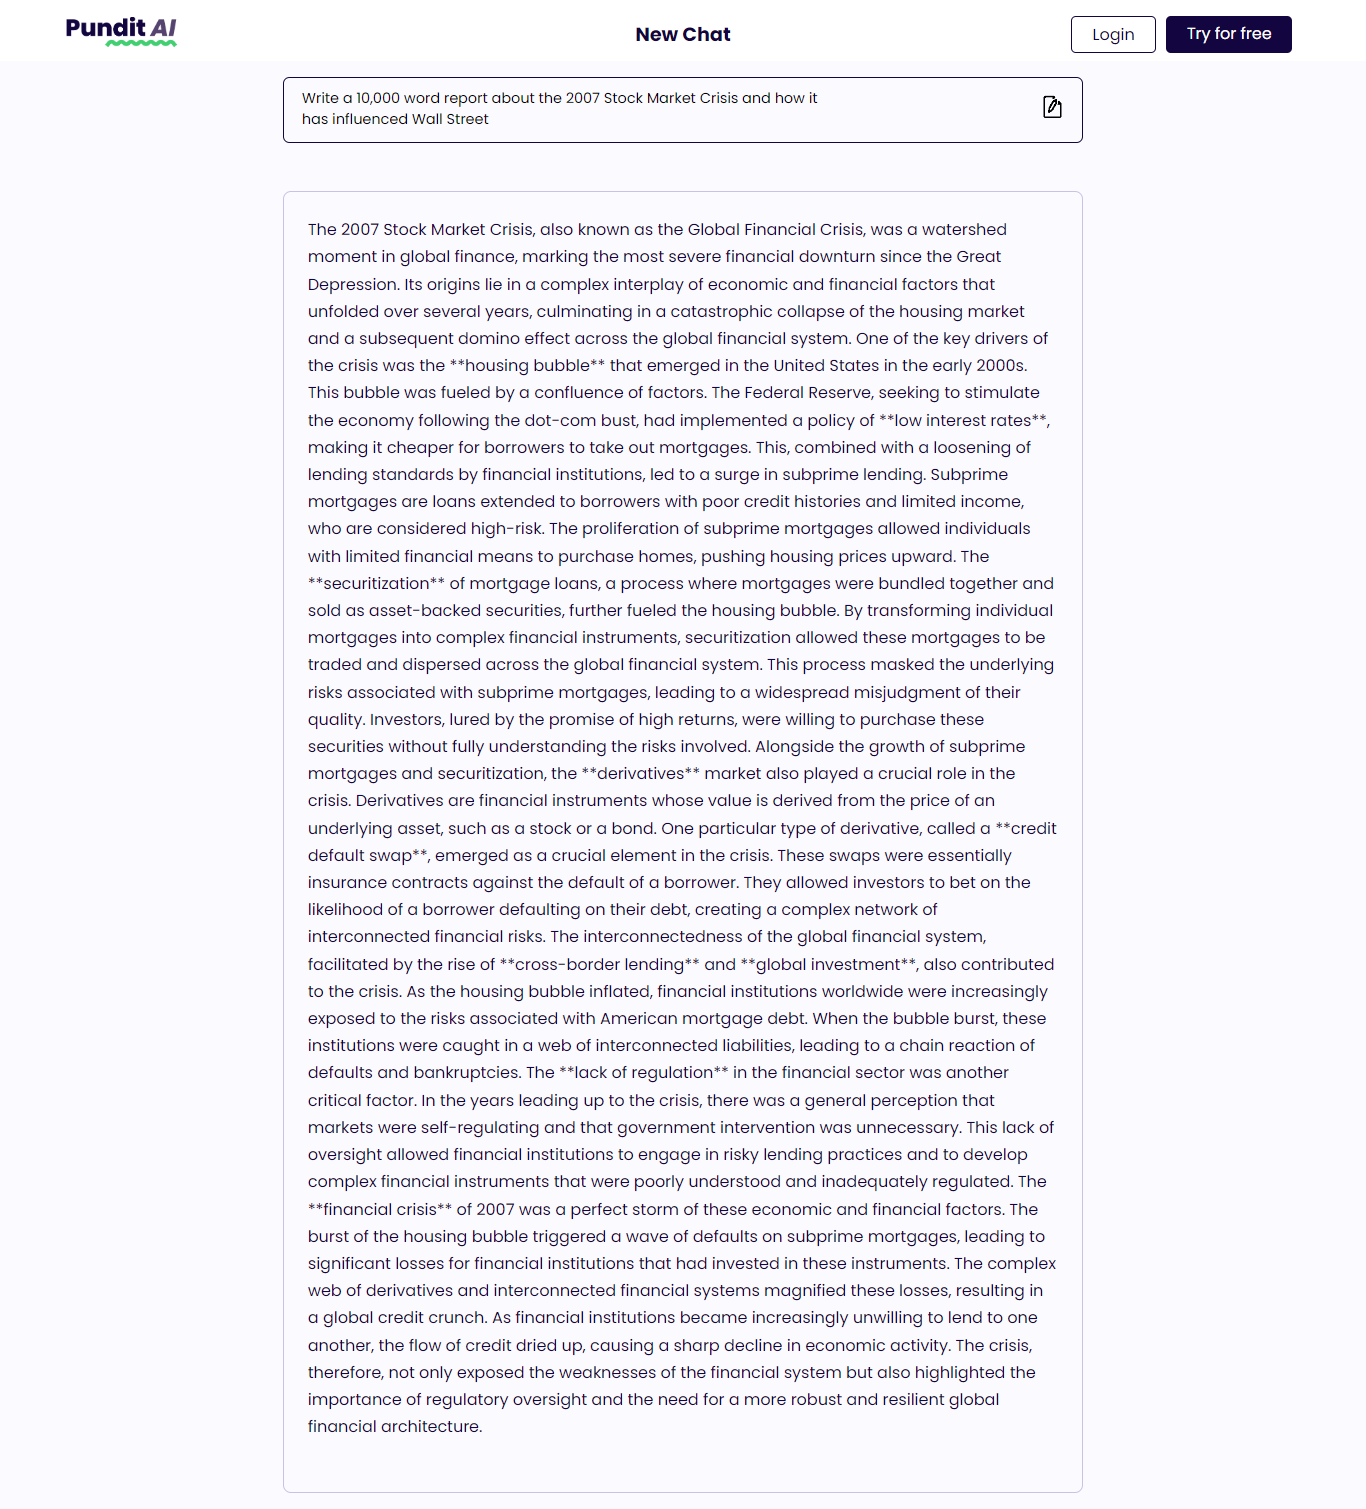 Pundit AI
New Chat
Login
Try for free
Write a 10,000 word report about the 2007 Stock Market Crisis and how it
has influenced Wall Street
The 2007 Stock Market Crisis, also known as the Global Financial Crisis, was a watershed
moment in global finance, marking the most severe financial downturn since the Great
Depression. Its origins lie in a complex interplay of economic and financial factors that
unfolded over several years, culminating in a catastrophic collapse of the housing market
and a subsequent domino effect across the global financial system. One of the key drivers of
the crisis was the **housing bubble** that emerged in the United States in the early 2000s.
This bubble was fueled by a confluence of factors. The Federal Reserve, seeking to stimulate
the economy following the dot-com bust, had implemented a policy of **low interest rates**,
making it cheaper for borrowers to take out mortgages. This, combined with a loosening of
lending standards by financial institutions, led to a surge in subprime lending. Subprime
mortgages are loans extended to borrowers with poor credit histories and limited income,
who are considered high-risk. The proliferation of subprime mortgages allowed individuals
with limited financial means to purchase homes, pushing housing prices upward. The
**securitization** of mortgage loans, a process where mortgages were bundled together and
sold as asset-backed securities, further fueled the housing bubble. By transforming individual
mortgages into complex financial instruments, securitization allowed these mortgages to be
traded and dispersed across the global financial system. This process masked the underlying
risks associated with subprime mortgages, leading to a widespread misjudgment of their
quality. Investors, lured by the promise of high returns, were willing to purchase these
securities without fully understanding the risks involved. Alongside the growth of subprime
mortgages and securitization, the **derivatives** market also played a crucial role in the
crisis. Derivatives are financial instruments whose value is derived from the price of an
underlying asset, such as a stock or a bond. One particular type of derivative, called a **credit
default swap**, emerged as a crucial element in the crisis. These swaps were essentially
insurance contracts against the default of a borrower. They allowed investors to bet on the
likelihood of a borrower defaulting on their debt, creating a complex network of
interconnected financial risks. The interconnectedness of the global financial system,
facilitated by the rise of **cross-border lending** and **global investment**, also contributed
to the crisis. As the housing bubble inflated, financial institutions worldwide were increasingly
exposed to the risks associated with American mortgage debt. When the bubble burst, these
institutions were caught in a web of interconnected liabilities, leading to a chain reaction of
defaults and bankruptcies. The **lack of regulation** in the financial sector was another
critical factor. In the years leading up to the crisis, there was a general perception that
markets were self-regulating and that government intervention was unnecessary. This lack of
oversight allowed financial institutions to engage in risky lending practices and to develop
complex financial instruments that were poorly understood and inadequately regulated. The
**financial crisis** of 2007 was a perfect storm of these economic and financial factors. The
burst of the housing bubble triggered a wave of defaults on subprime mortgages, leading to
significant losses for financial institutions that had invested in these instruments. The complex
web of derivatives and interconnected financial systems magnified these losses, resulting in
a global credit crunch. As financial institutions became increasingly unwilling to lend to one
another, the flow of credit dried up, causing a sharp decline in economic activity. The crisis,
therefore, not only exposed the weaknesses of the financial system but also highlighted the
importance of regulatory oversight and the need for a more robust and resilient global
financial architecture.